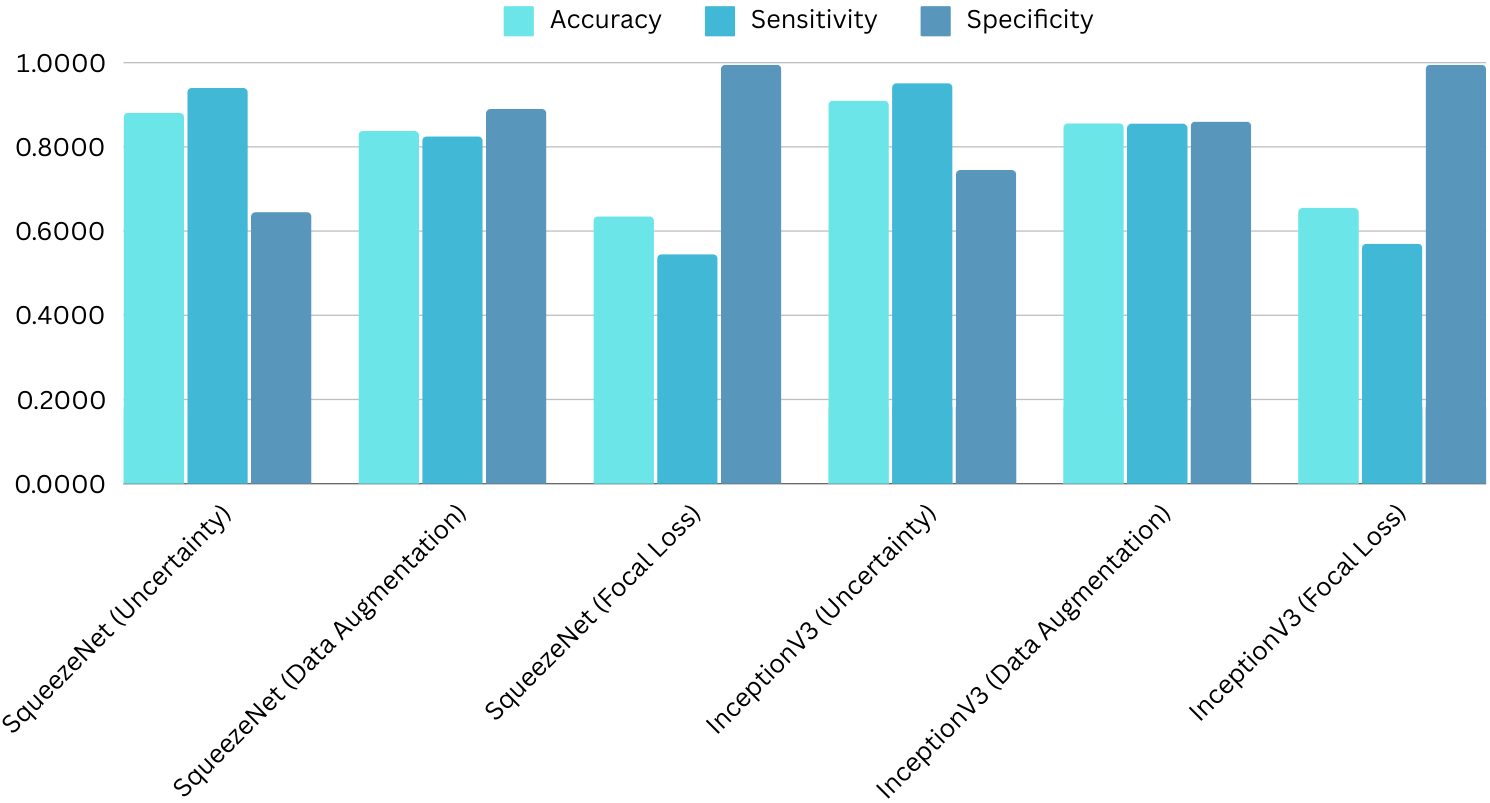 Accuracy
Sensitivity
Specificity
1.0000
0.8000
0.6000
0.4000
0.2000
0.0000
SqueezeNet (Uncertainty)
SqueezeNet (Data Augmentation)
SqueezeNet (Focal Loss)
InceptionV3 (Uncertainty)
InceptionV3 (Data Augmentation)
InceptionV3 (Focal Loss)